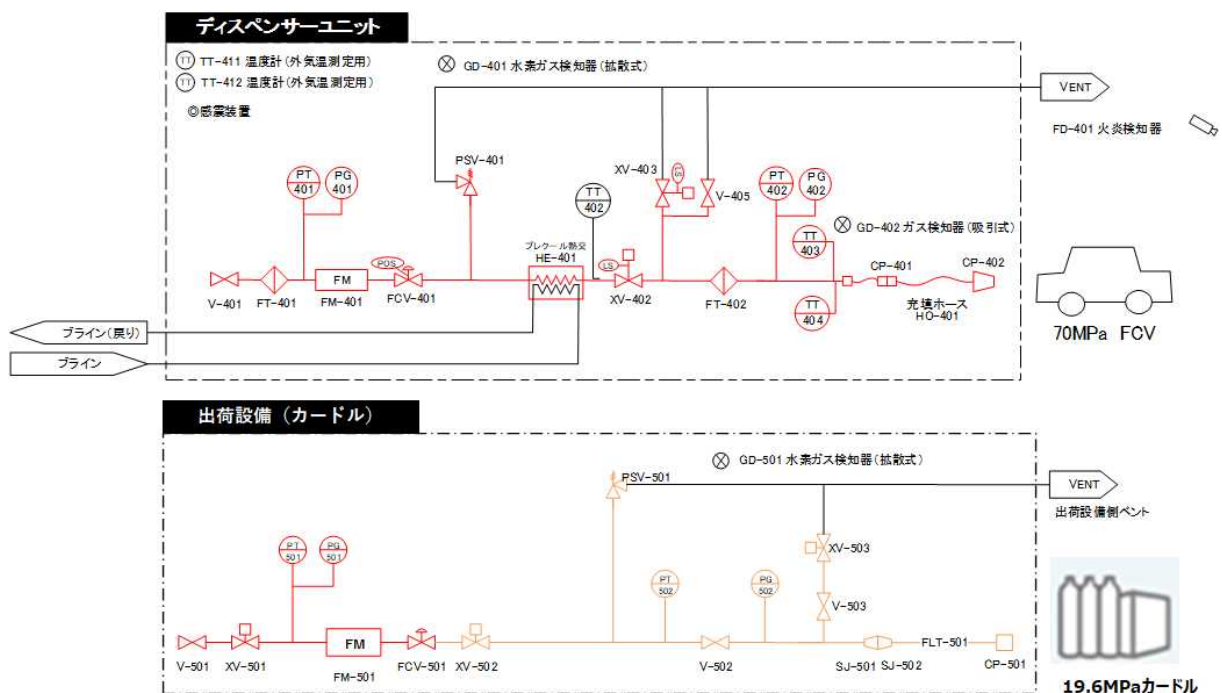 ディスペンサーユニット
TT TT-411 温度計(外気温測定用)
TT TT-412 温度計(外気温測定用)
◎感震装置
GD-401 水素ガス検知器(拡散式)
VENT
FD-401 火炎検知器
PSV-401
XV-403
LS
V-405
PT 401
PG 401
TT 402
PT 402
PG 402
GD-402 ガス検知器(吸引式)
TT 403
TT 404
プレクール熱交
HE-401
POS
LS
FM
V-401
FT-401
FM-401
FCV-401
XV-402
FT-402
CP-401
CP-402
充填ホース
HO-401
70MPa FCV
ブライン(戻り)
ブライン
出荷設備(カードル)
GD-501 水素ガス検知器(拡散式)
PSV-501
VENT
出荷設備側ベント
PT 501
PG 501
XV-503
PT 502
PG 502
V-503
FM
V-501
XV-501
FM-501
FCV-501
XV-502
V-502
SJ-501
SJ-502
FLT-501
CP-501
19.6MPaカードル